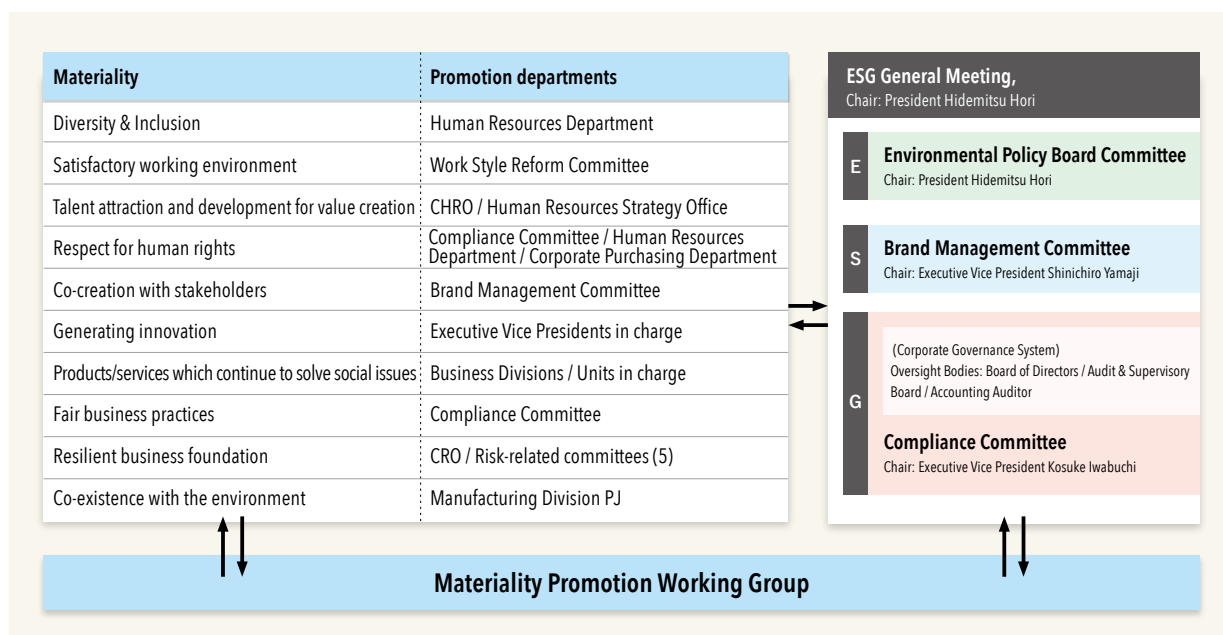 Materiality
Promotion departments
Diversity & Inclusion
Human Resources Department
Satisfactory working environment
Work Style Reform Committee
Talent attraction and development for value creation
CHRO / Human Resources Strategy Office
Respect for human rights
Compliance Committee / Human Resources
Department / Corporate Purchasing Department
Co-creation with stakeholders
Brand Management Committee
Generating innovation
Executive Vice Presidents in charge
Products/services which continue to solve social issues
Business Divisions / Units in charge
Fair business practices
Compliance Committee
Resilient business foundation
CRO / Risk-related committees (5)
Co-existence with the environment
Manufacturing Division PJ
ESG General Meeting,
Chair: President Hidemitsu Hori
E
Environmental Policy Board Committee
Chair: President Hidemitsu Hori
S
Brand Management Committee
Chair: Executive Vice President Shinichiro Yamaji
G
(Corporate Governance System)
Oversight Bodies: Board of Directors / Audit & Supervisory
Board / Accounting Auditor
Compliance Committee
Chair: Executive Vice President Kosuke Iwabuchi
Materiality Promotion Working Group